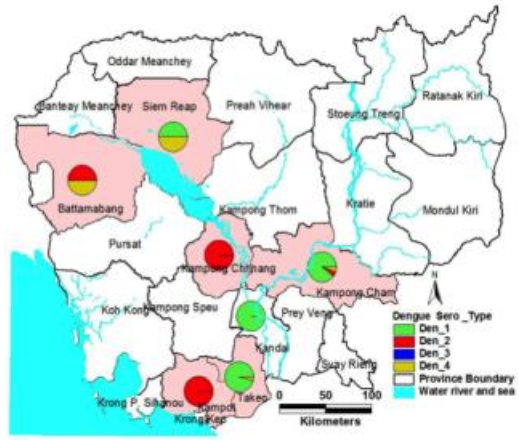 Oddar Meanchey
Banteay Meanchey
Siem Reap
Preah Vihear
Stoeung Treng
Ratanak Kiri
Battamabang
Kampong Thom
Kratie
Mondul Kiri
Pursat
Kampong Chhnang
Kampong Cham
N
Koh Kong
Kampong Speu
Prey Veng
Kandal
Svay Rieng
Takeo
Krong P. Sihanou
Kampot
Krong Kep
Dengue Sero_Type
Den_1
Den_2
Den_3
Den_4
Province Boundary
Water river and sea
50 0 50 100
Kilometers